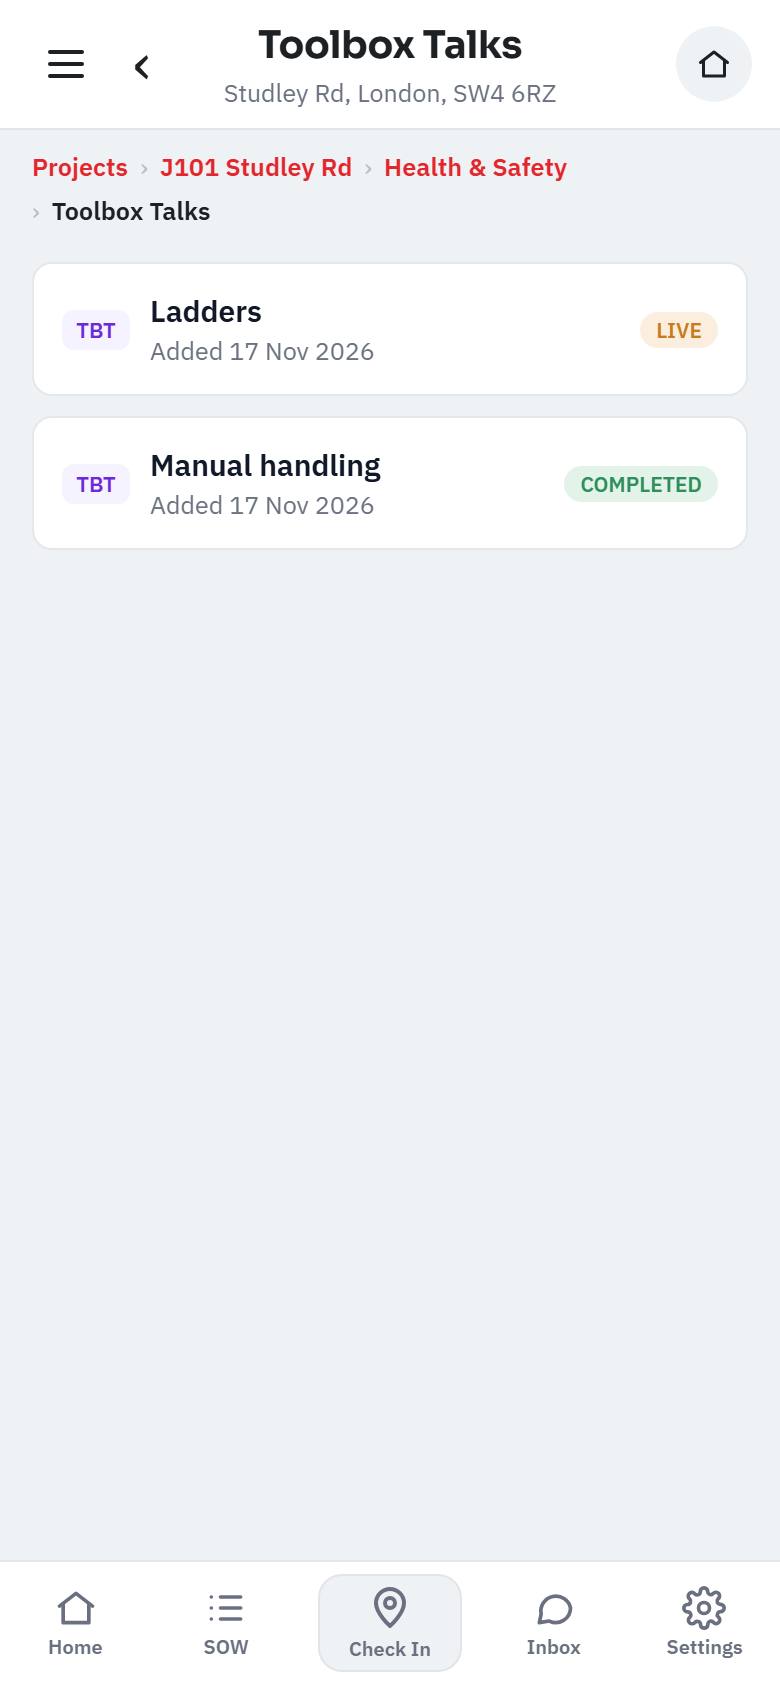 Toolbox Talks
Studley Rd, London, SW4 6RZ
Projects › J101 Studley Rd › Health & Safety
› Toolbox Talks
TBT
Ladders
Added 17 Nov 2026
LIVE
TBT
Manual handling
Added 17 Nov 2026
COMPLETED
Home
SOW
Check In
Inbox
Settings